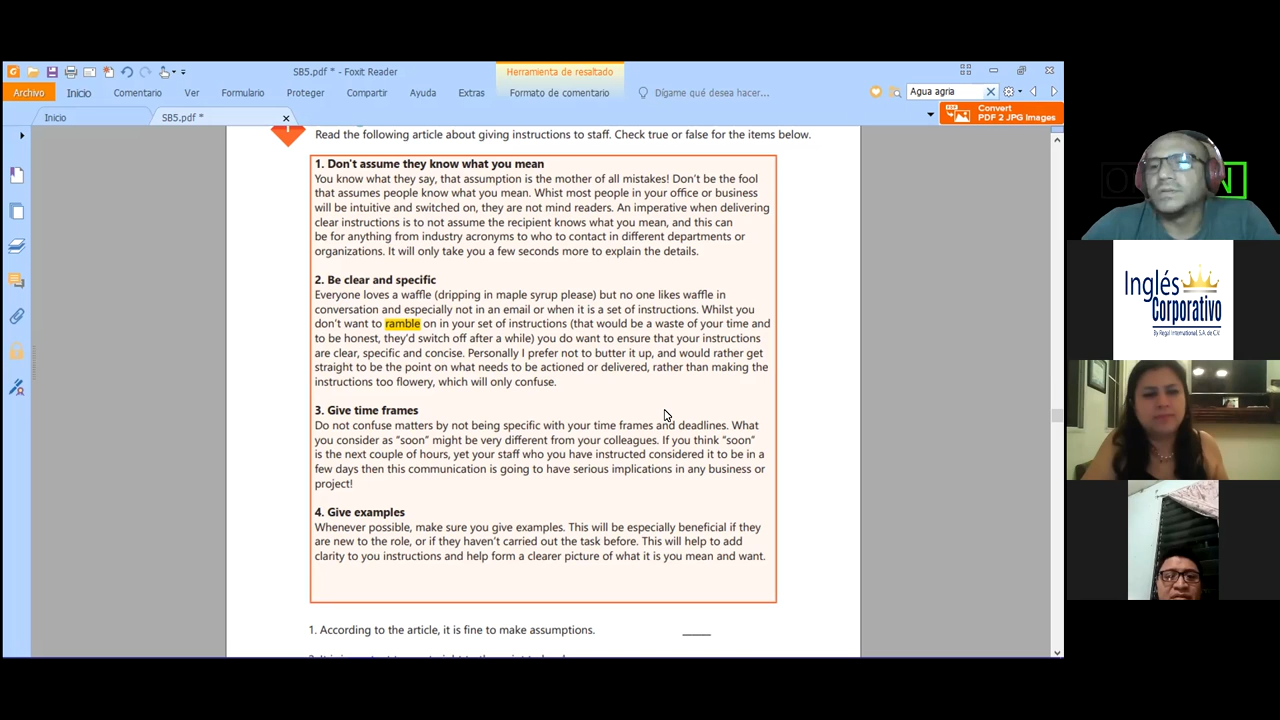 SB5.pdf * - Foxit Reader
Herramienta de resaltado
Archivo Inicio Comentario Ver Formulario Proteger Compartir Ayuda Extras Formato de comentario Dígame qué desea hacer... Agua agria
Inicio SB5.pdf * Convert
PDF 2 JPG Images
Read the following article about giving instructions to staff. Check true or false for the items below.
1. Don't assume they know what you mean
You know what they say, that assumption is the mother of all mistakes! Don't be the fool
that assumes people know what you mean. Whist most people in your office or business
will be intuitive and switched on, they are not mind readers. An imperative when delivering
clear instructions is to not assume the recipient knows what you mean, and this can
be for anything from industry acronyms to who to contact in different departments or
organizations. It will only take you a few seconds more to explain the details.
2. Be clear and specific
Everyone loves a waffle (dripping in maple syrup please) but no one likes waffle in
conversation and especially not in an email or when it is a set of instructions. Whilst you
don't want to ramble on in your set of instructions (that would be a waste of your time and
to be honest, they'd switch off after a while) you do want to ensure that your instructions
are clear, specific and concise. Personally I prefer not to butter it up, and would rather get
straight to be the point on what needs to be actioned or delivered, rather than making the
instructions too flowery, which will only confuse.
3. Give time frames
Do not confuse matters by not being specific with your time frames and deadlines. What
you consider as “soon” might be very different from your colleagues. If you think “soon”
is the next couple of hours, yet your staff who you have instructed considered it to be in a
few days then this communication is going to have serious implications in any business or
project!
4. Give examples
Whenever possible, make sure you give examples. This will be especially beneficial if they
are new to the role, or if they haven't carried out the task before. This will help to add
clarity to you instructions and help form a clearer picture of what it is you mean and want.
1. According to the article, it is fine to make assumptions. _____
Inglés
Corporativo
By Regal International, S.A. de C.V.